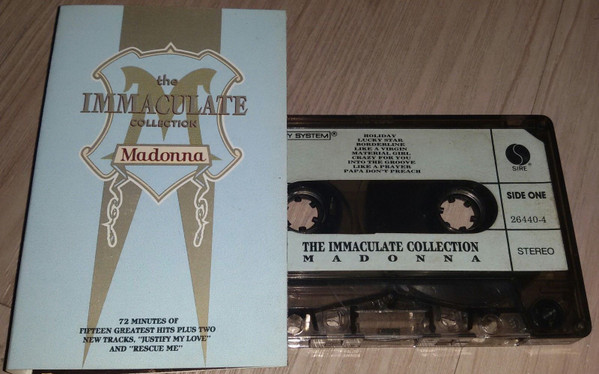 the
IMMACULATE
COLLECTION
Madonna
72 MINUTES OF
FIFTEEN GREATEST HITS PLUS TWO
NEW TRACKS, "JUSTIFY MY LOVE"
AND "RESCUE ME"
SYSTEM®
HOLIDAY
LUCKY STAR
BORDERLINE
LIKE A VIRGIN
MATERIAL GIRL
CRAZY FOR YOU
INTO THE GROOVE
LIKE A PRAYER
PAPA DON'T PREACH
SIRE
SIDE ONE
26440-4
THE IMMACULATE COLLECTION
MADONNA
STEREO